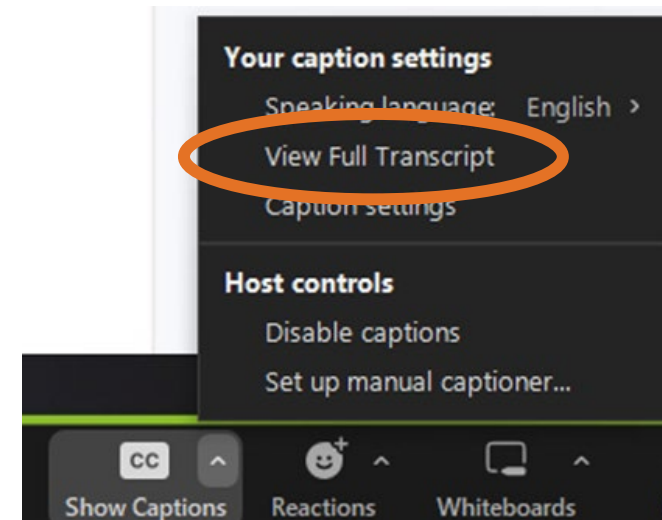 Your caption settings
Speaking language: English >
View Full Transcript
Caption settings
Host controls
Disable captions
Set up manual captioner...
CC
Show Captions Reactions Whiteboards